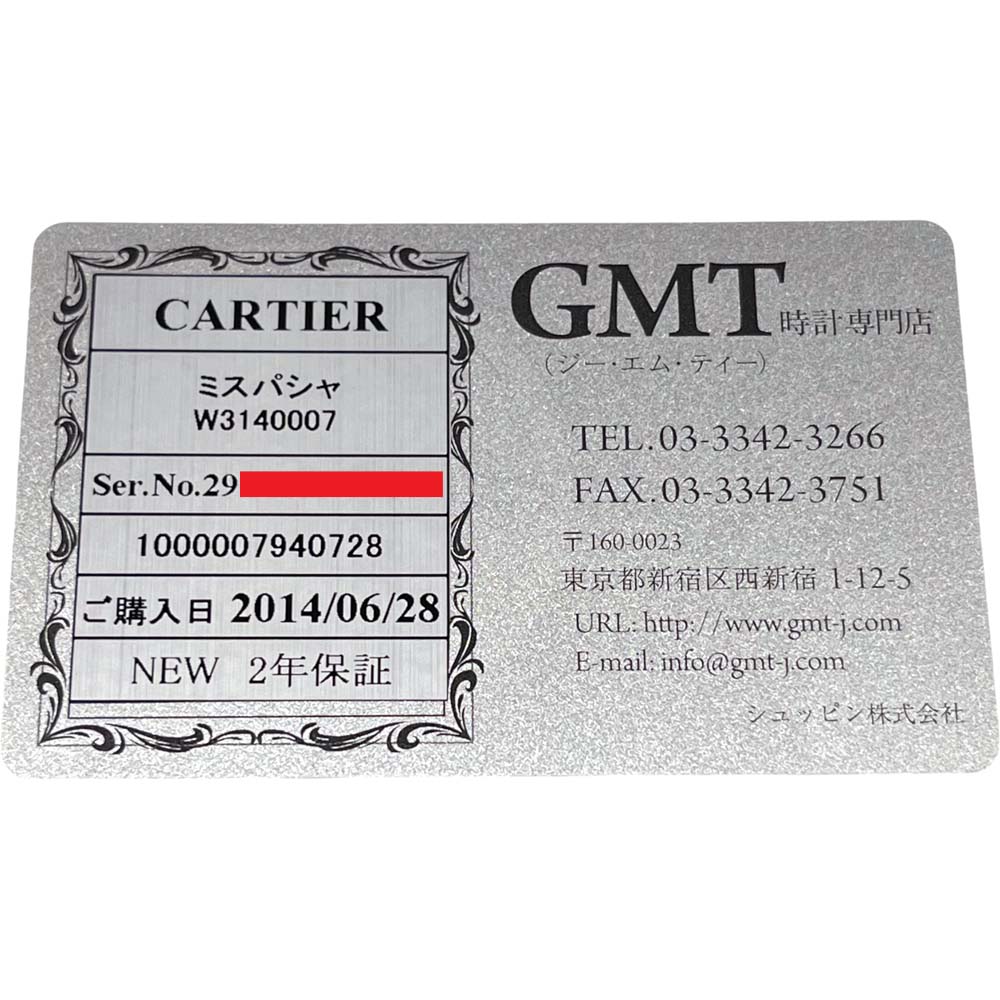 CARTIER
ミスパシャ
W3140007
Ser.No.29
1000007940728
ご購入日 2014/06/28
NEW 2年保証
GMT時計専門店
(ジー・エム・ティー)
TEL.03-3342-3266
FAX.03-3342-3751
〒160-0023
東京都新宿区西新宿 1-12-5
URL: http://www.gmt-j.com
E-mail: info@gmt-j.com
シュッピン株式会社